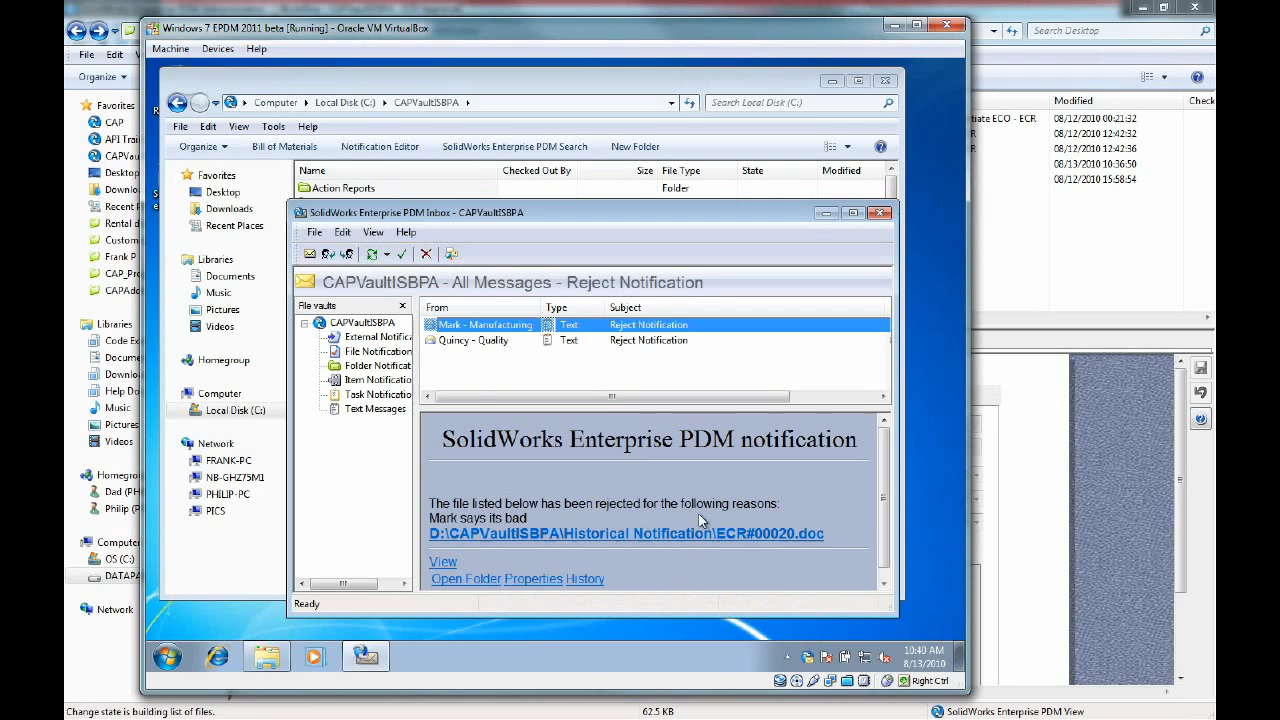 Windows 7 EPDM 2011 beta [Running] - Oracle VM VirtualBox
Search Desktop
Machine Devices Help
File Edit
Organize
Modified Check
Favorites
CAP
API Trai
CAPVau
Desktop
Downlo
Recent P
Rental d
Custom
Frank P
CAP_Pro
CAPAdd
Libraries
Code Ex
Docume
Downlo
Help Do
Music
Pictures
Videos
Homegro
Dad (Ph
Philip (P
Compute
OS (C:)
DATAPA
Network
tiate ECO - ECR 08/12/2010 00:21:32
R 08/12/2010 12:42:32
R 08/12/2010 12:42:36
08/13/2010 10:36:50
08/12/2010 15:58:54
Computer Local Disk (C:) CAPVaultISBPA
Search Local Disk (C:)
File Edit View Tools Help
Organize Bill of Materials Notification Editor SolidWorks Enterprise PDM Search New Folder
Name Checked Out By Size File Type State Modified
Action Reports Folder
Favorites
Desktop
Downloads
Recent Places
Libraries
Documents
Music
Pictures
Videos
Homegroup
Computer
Local Disk (C:)
Network
FRANK-PC
NB-GHZ75M1
PHILIP-PC
PICS
SolidWorks Enterprise PDM Inbox - CAPVaultISBPA
File Edit View Help
CAPVaultISBPA - All Messages - Reject Notification
File vaults
CAPVaultISBPA
External Notific
File Notification
Folder Notificat
Item Notificatio
Task Notificatio
Text Messages
From Type Subject
Mark - Manufacturing Text Reject Notification
Quincy - Quality Text Reject Notification
SolidWorks Enterprise PDM notification
The file listed below has been rejected for the following reasons:
Mark says its bad
D:\CAPVaultISBPA\Historical Notification\ECR#00020.doc
View
Open Folder Properties History
Ready
10:40 AM
8/13/2010
Right Ctrl
Change state is building list of files.
62.5 KB
SolidWorks Enterprise PDM View